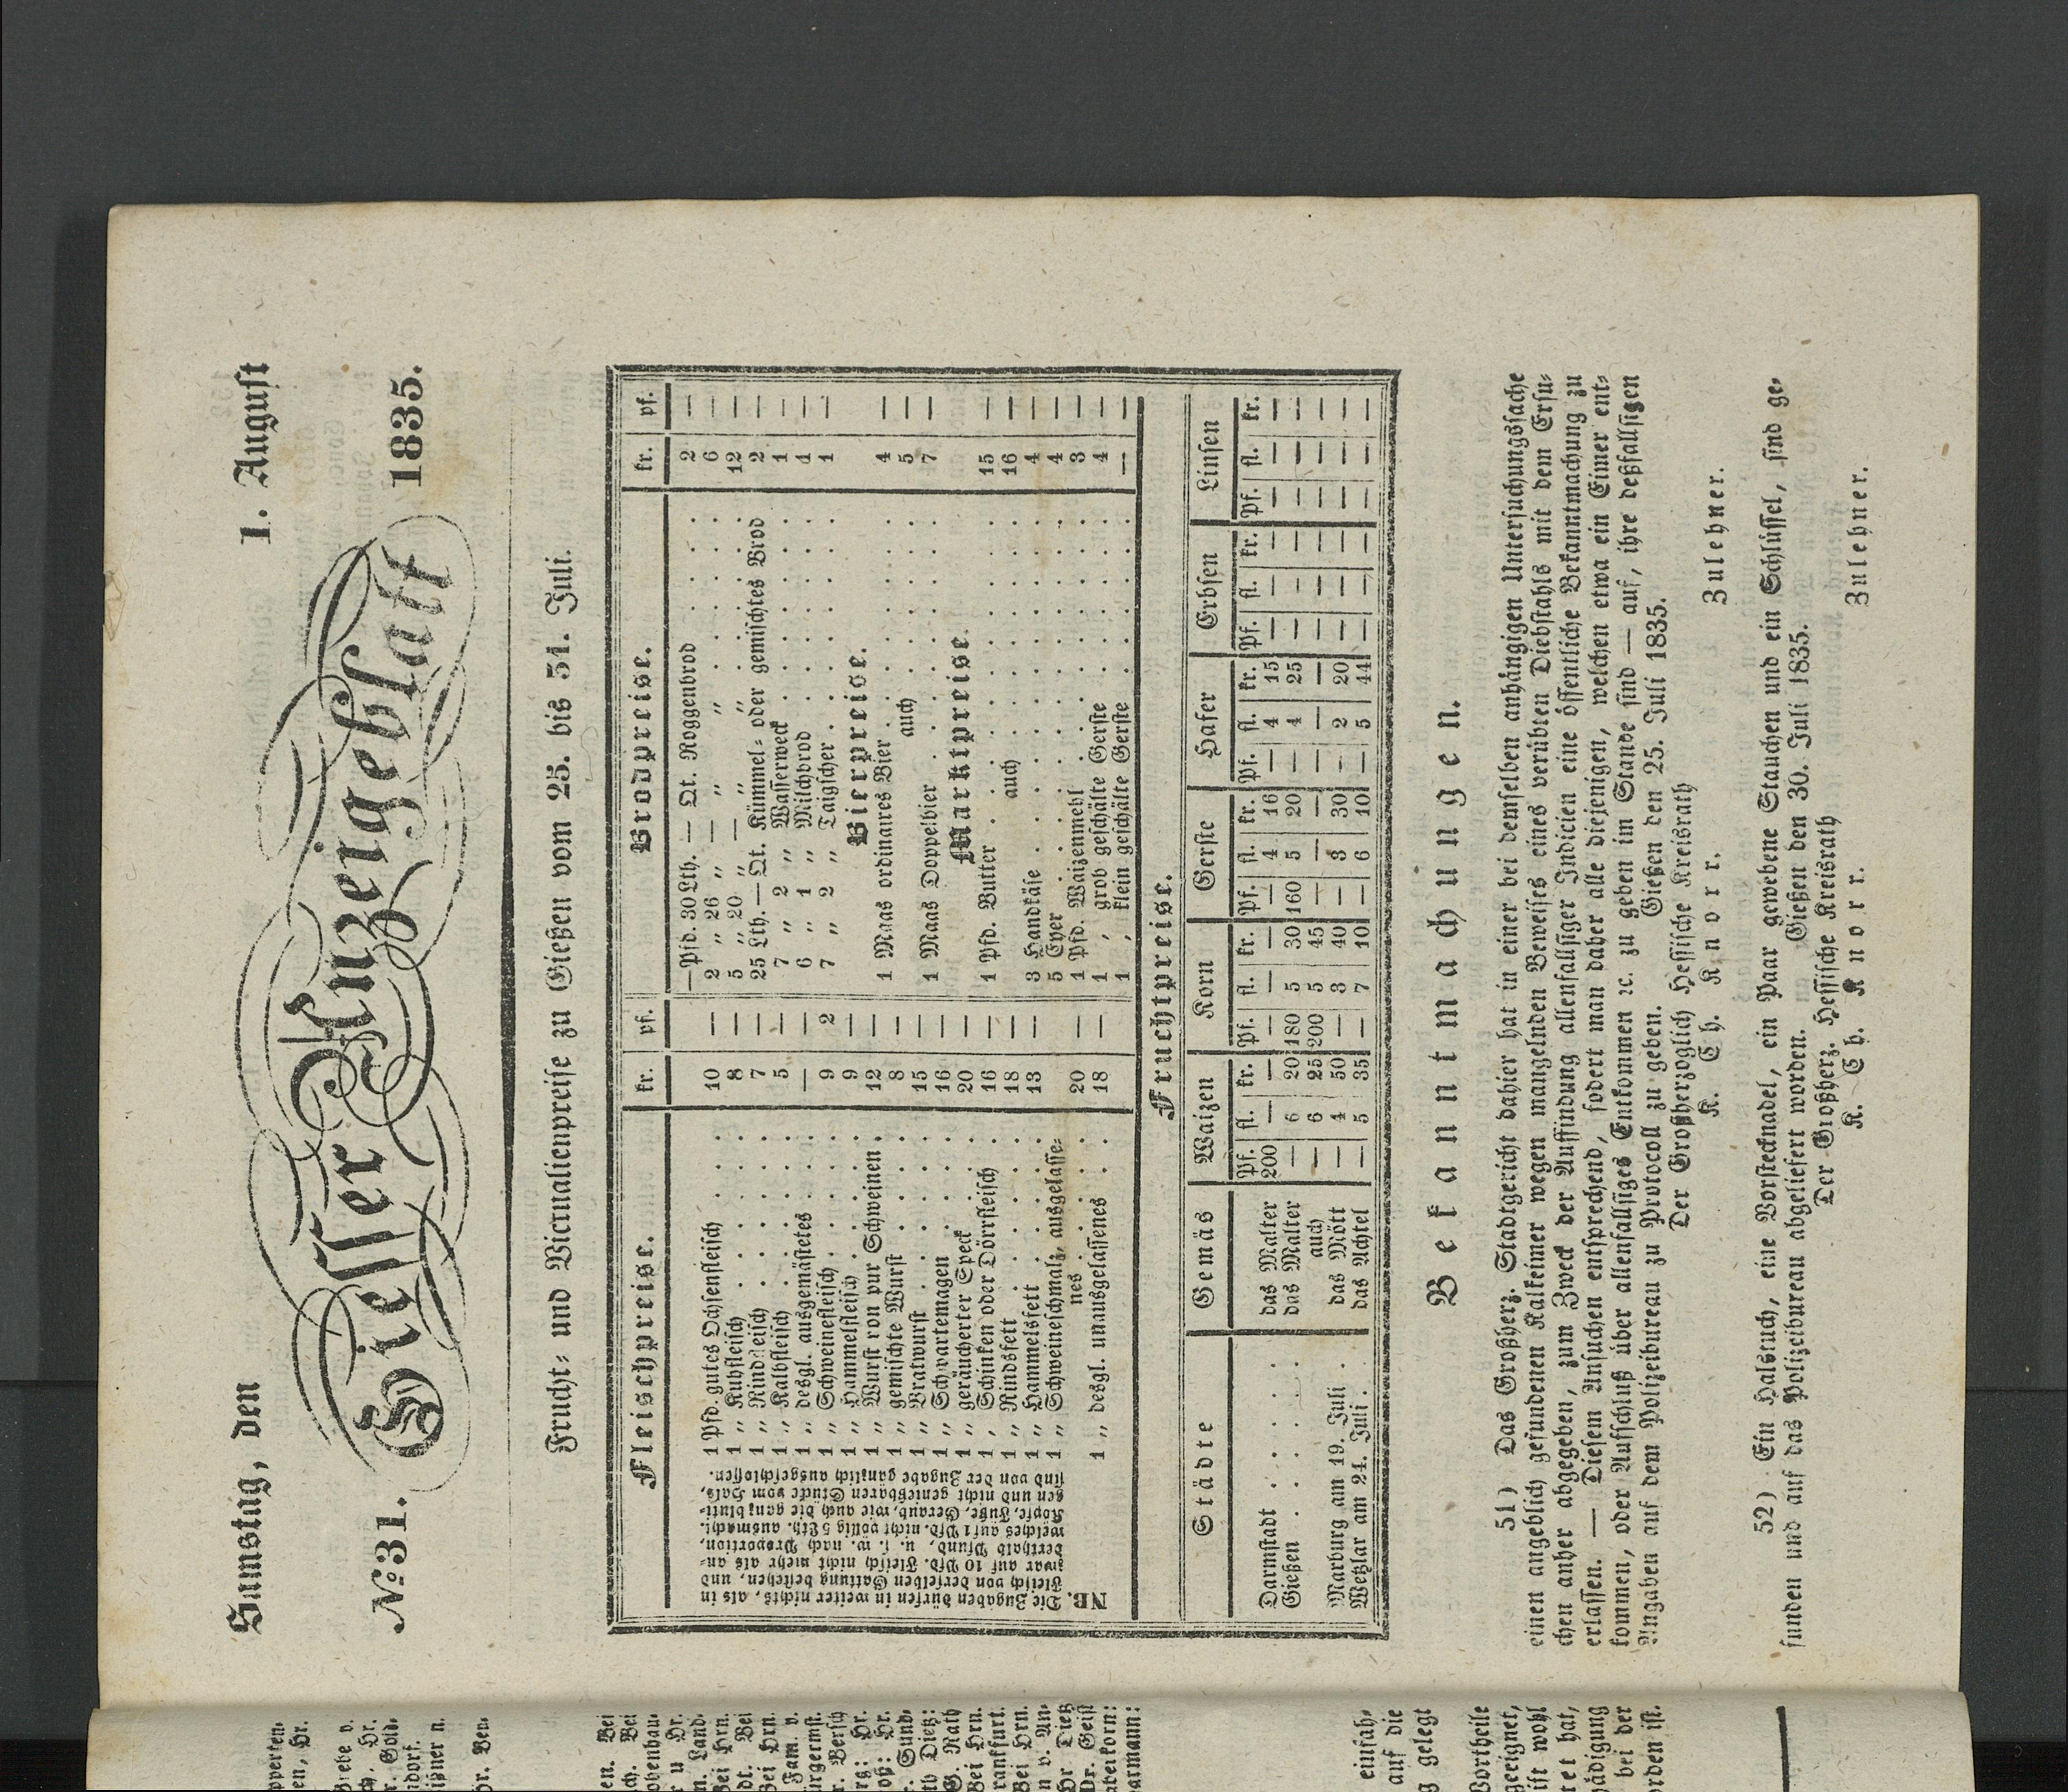 Samstag, den
1. August
No 31.
Giesser Anzeigeblatt
1835.
Frucht- und Victualienpreise zu Gießen vom 25. bis 31. Juli.
Fleischpreise. kr. pf.
NB. Die Zugaben dürfen in weiter nichts, als in
Fleisch von derselben Gattung bestehen, und
zwar auf 10 Pfd. Fleisch nicht mehr als an-
derthalb Pfund, u. s. w. nach Proportion,
welches auf 1 Pfd. nicht völlig 5 Lth. ausmacht.
Köpfe, Füße, Geraub, wie auch die ganz bluti-
gen und nicht genießbaren Stücke vom Hals,
sind von der Zugabe gänzlich ausgeschlossen.
1 Pfd. gutes Ochsenfleisch . . . 10 —
1 „ Kuhfleisch . . . . 8 —
1 „ Rindfleisch . . . . 7 —
1 „ Kalbfleisch . . . . 5 —
1 „ desgl. ausgemästetes . . . — —
1 „ Schweinefleisch . . . . 9 2
1 „ Hammelfleisch . . . . 9 —
1 „ Wurst von pur Schweinen . 12 —
1 „ gemischte Wurst . . . . 8 —
1 „ Bratwurst . . . . 15 —
1 „ Schwartemagen . . . 16 —
1 „ geräucherter Speck . . . 20 —
1 „ Schinken oder Dörrfleisch . 16 —
1 „ Rindsfett . . . . 18 —
1 „ Hammelsfett . . . . 13 —
1 „ Schweineschmalz, ausgelasse-
nes . . . 20 —
1 „ desgl. unausgelassenes . . 18 —
Brodpreise. kr. pf.
— Pfd. 30 Lth. — Qt. Roggenbrod . . . 2 —
2 „ 26 „ — „ „ . . . . 6 —
5 „ 20 „ — „ „ . . . . 12 —
25 Lth. — Qt. Kümmel- oder gemischtes Brod 2 —
7 „ 2 „ Wasserweck . . . . 1 —
6 „ 1 „ Milchbrod . . . . 4 —
7 „ 2 „ Taigscher . . . . 1 —
Bierpreise.
1 Maas ordinaires Bier . . . . 4 —
auch . . . . 5 —
1 Maas Doppelbier . . . . 7 —
Marktpreise.
1 Pfd. Butter . . . . 15 —
auch . . . . 16 —
3 Handkäse . . . . 4 —
5 Eyer . . . . 4 —
1 Pfd. Waizenmehl . . . . 3 —
1 „ grob geschälte Gerste . . . 4 —
1 „ klein geschälte Gerste . . . — —
Fruchtpreise.
Städte Gemäs Waizen Korn Gerste Hafer Erbsen Linsen
Pf. fl. kr. Pf. fl. kr. Pf. fl. kr. Pf. fl. kr. Pf. fl. kr. Pf. fl. kr.
Darmstadt . . . . das Malter 200 — — — — — — 4 16 — 4 15 — — — — — —
Gießen . . . . das Malter — 6 20 180 5 30 160 5 20 — 4 25 — — — — — —
auch — 6 25 200 5 45 — — — — — — — — — — — —
Marburg am 19. Juli . das Mött — 4 50 — 3 40 — 3 30 — 2 20 — — — — — —
Wetzlar am 24. Juli . das Achtel — 5 35 — 7 10 — 6 10 — 5 44 — — — — — —
Bekanntmachungen.
51) Das Großherz. Stadtgericht dahier hat in einer bei demselben anhängigen Untersuchungssache
einen angeblich gefundenen Kalkeimer wegen mangelnden Beweises eines verübten Diebstahls mit dem Ersu-
chen anher abgegeben, zum Zweck der Auffindung allenfallsiger Indicien eine öffentliche Bekanntmachung zu
erlassen. — Diesem Ansuchen entsprechend, fodert man daher alle diejenigen, welchen etwa ein Eimer ent-
kommen, oder Aufschluß über allenfallsiges Entkommen ꝛc. zu geben im Stande sind — auf, ihre deßfallsigen
Angaben auf dem Polizeibureau zu Protocoll zu geben. Gießen den 25. Juli 1835.
Der Großherzoglich Hessische Kreisrath
K. Th. Knorr.
Zulehner.
52) Ein Halstuch, eine Vorstecknadel, ein Paar gewebene Stauchen und ein Schlüssel, sind ge-
funden und auf das Polizeibureau abgeliefert worden. Gießen den 30. Juli 1835.
Der Großherz. Hessische Kreisrath
K. Th. Knorr.
Zulehner.